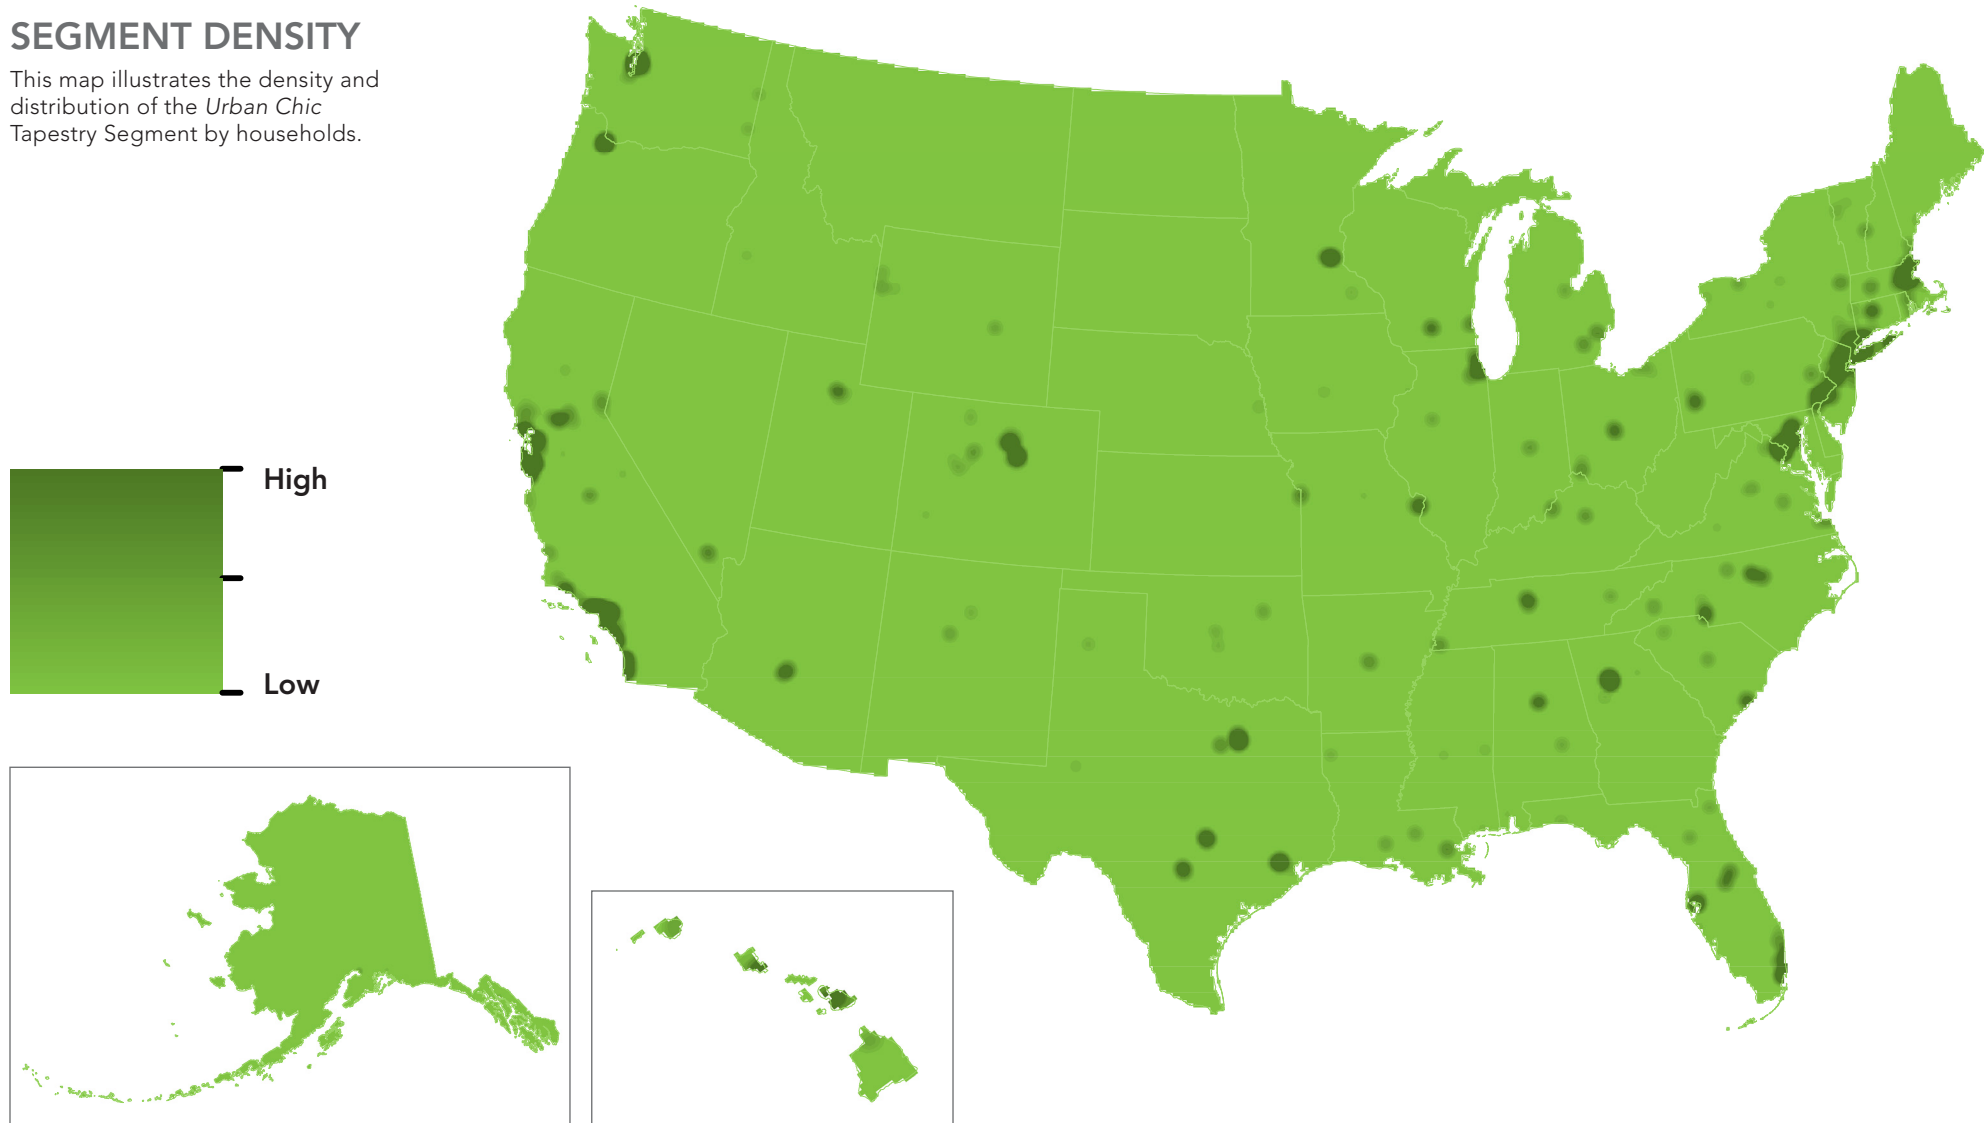 SEGMENT DENSITY
This map illustrates the density and
distribution of the Urban Chic
Tapestry Segment by households.
High
Low